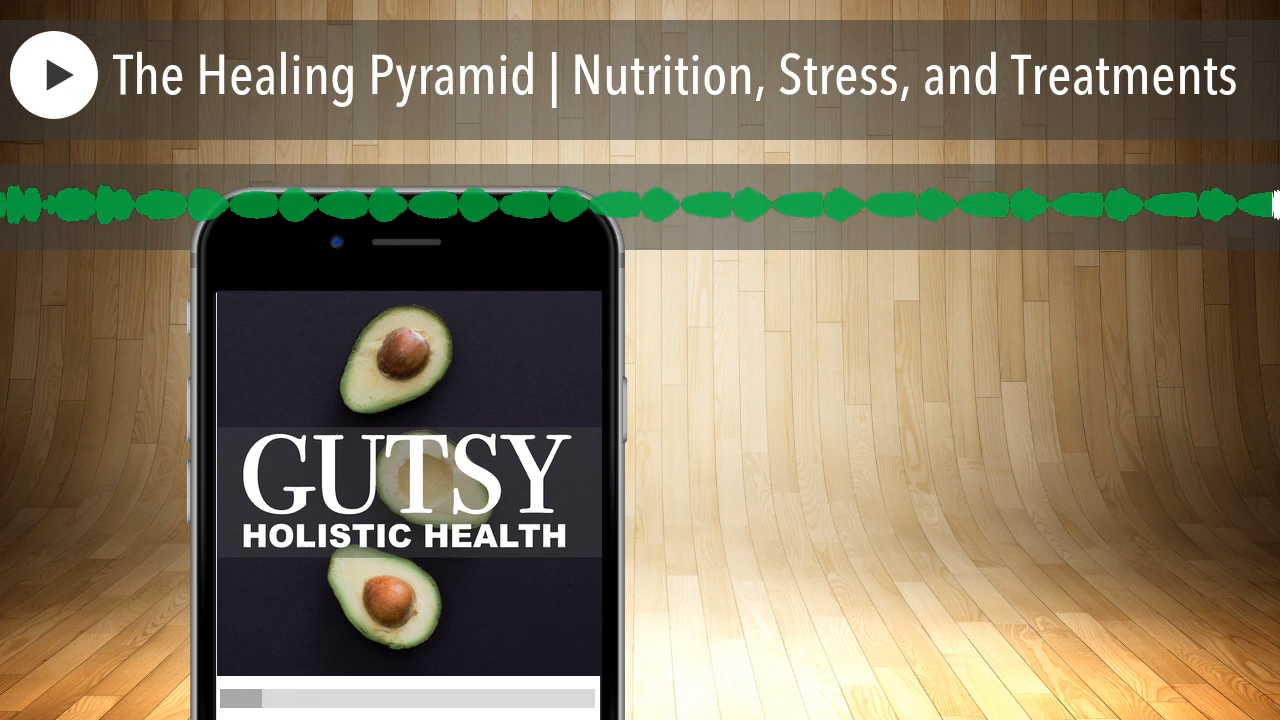 The Healing Pyramid | Nutrition, Stress, and Treatments
GUTSY
HOLISTIC HEALTH